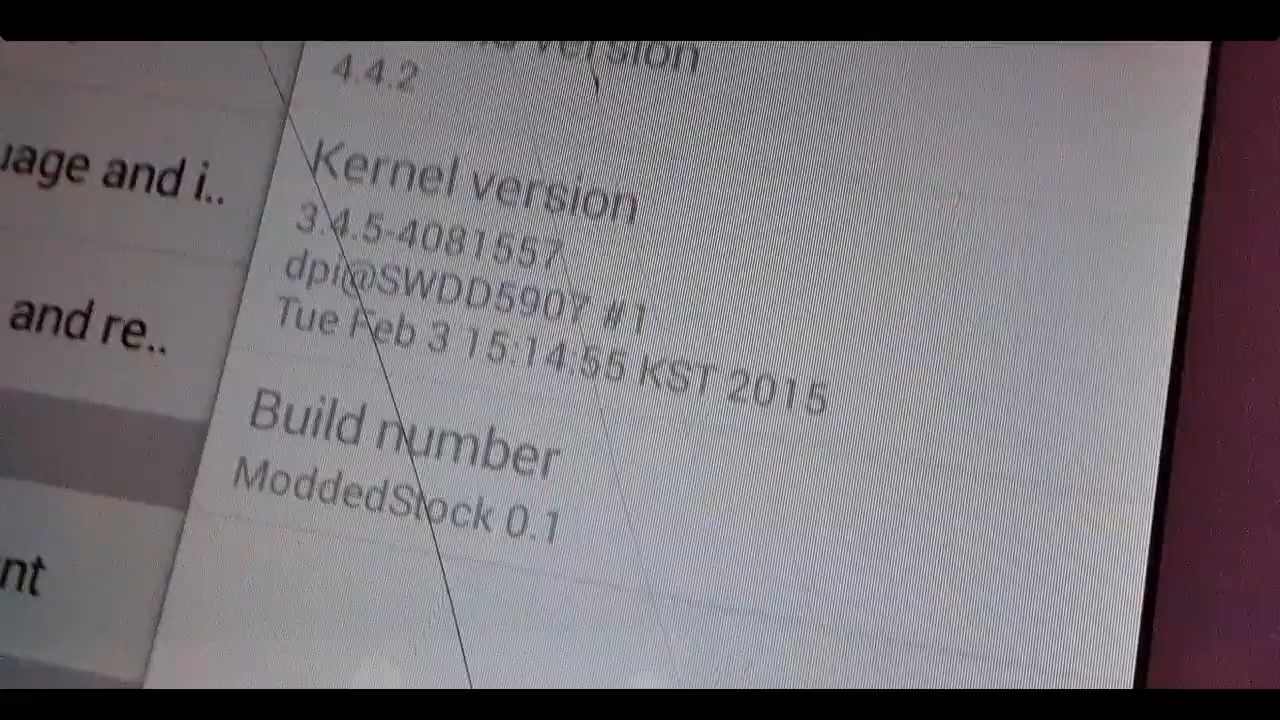 version
4.4.2
Kernel version
3.4.5-4081557
dpi@SWDD5907 #1
Tue Feb 3 15:14:55 KST 2015
Build number
ModdedStock 0.1
uage and i..
and re..
nt